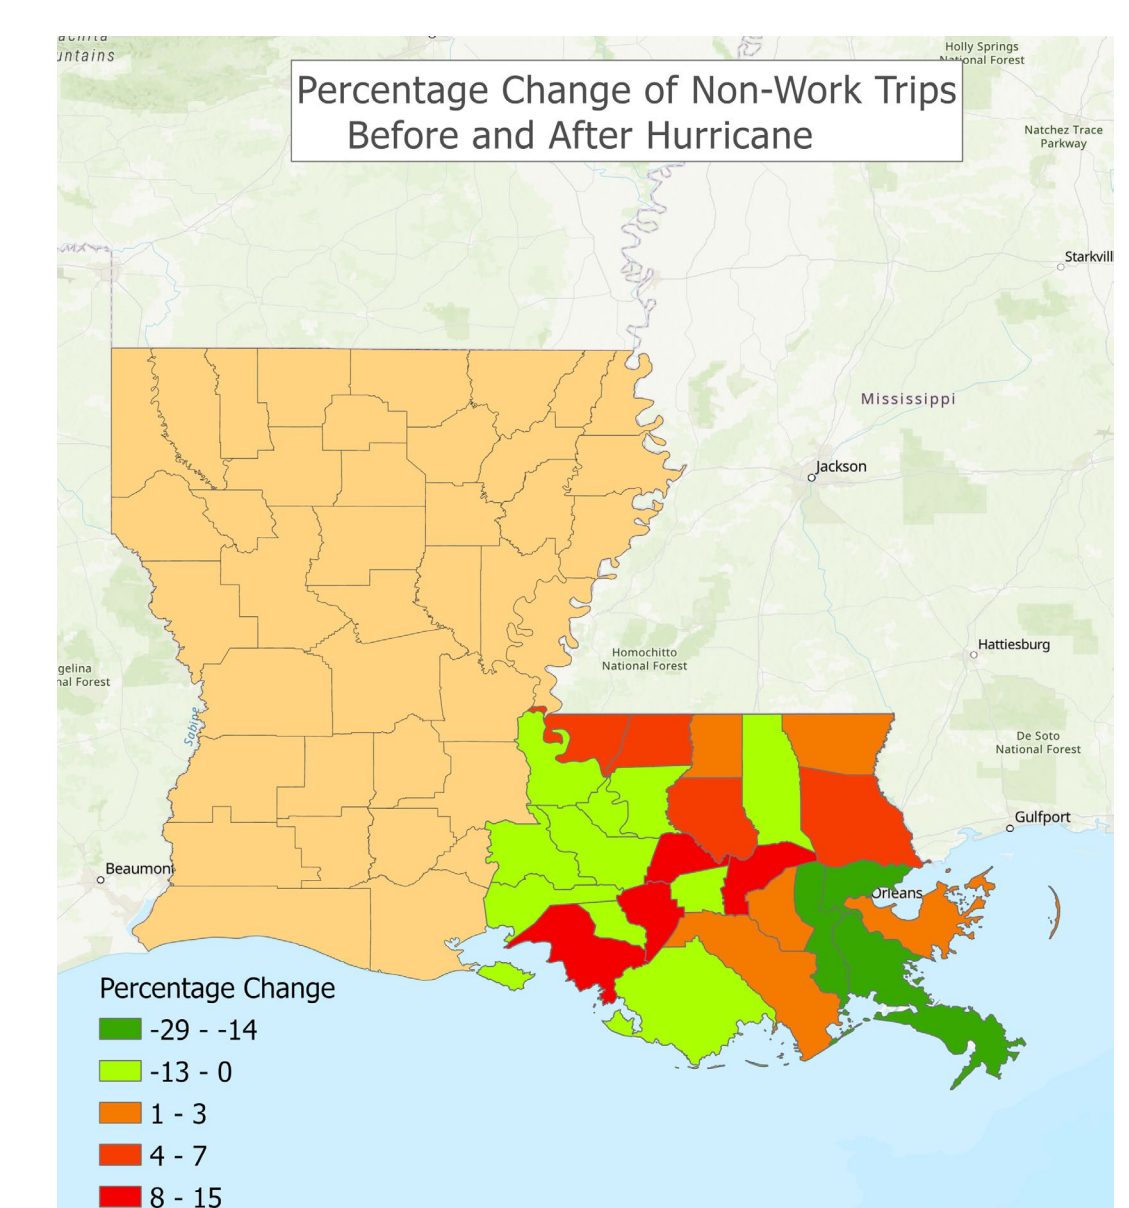 untains
Holly Springs
National Forest
Percentage Change of Non-Work Trips
Before and After Hurricane
Natchez Trace
Parkway
Starkvill
Mississippi
Jackson
Hattiesburg
Homochitto
National Forest
gelina
nal Forest
Sabine
De Soto
National Forest
Gulfport
Beaumont
Orleans
Percentage Change
-29 - -14
-13 - 0
1 - 3
4 - 7
8 - 15